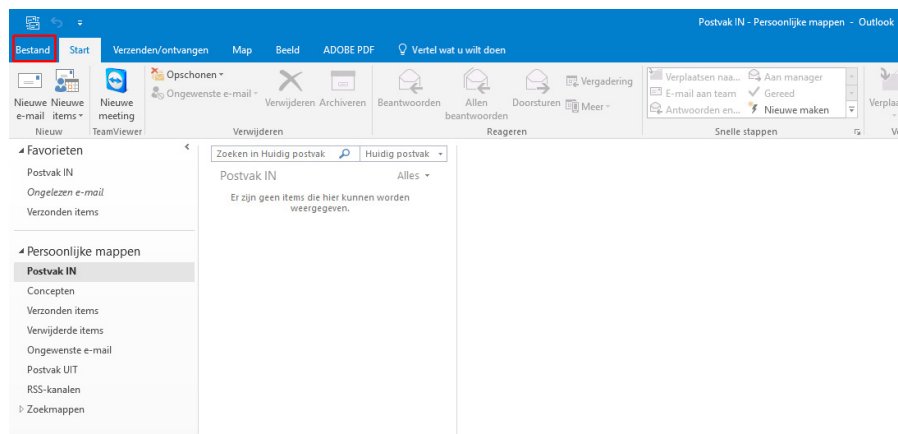 Postvak IN - Persoonlijke mappen - Outlook
Bestand Start Verzenden/ontvangen Map Beeld ADOBE PDF Vertel wat u wilt doen
Nieuwe e-mail
Nieuwe items
Nieuw
Nieuwe meeting
TeamViewer
Opschonen
Ongewenste e-mail
Verwijderen Archiveren
Verwijderen
Beantwoorden
Allen beantwoorden
Doorsturen
Vergadering
Meer
Reageren
Verplaatsen naa...
E-mail aan team
Antwoorden en...
Aan manager
Gereed
Nieuwe maken
Snelle stappen
Favorieten
Postvak IN
Ongelezen e-mail
Verzonden items
Persoonlijke mappen
Postvak IN
Concepten
Verzonden items
Verwijderde items
Ongewenste e-mail
Postvak UIT
RSS-kanalen
Zoekmappen
Zoeken in Huidig postvak Huidig postvak
Postvak IN Alles
Er zijn geen items die hier kunnen worden
weergegeven.